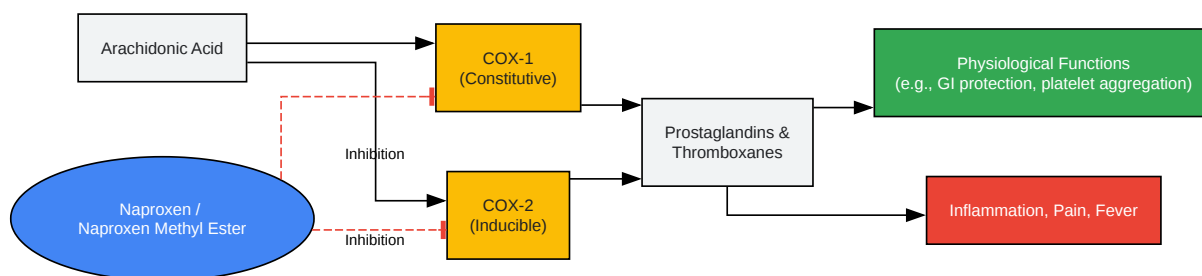 Arachidonic Acid
COX-1
(Constitutive)
Physiological Functions
(e.g., GI protection, platelet aggregation)
Prostaglandins &
Thromboxanes
Inhibition
Naproxen /
Naproxen Methyl Ester
Inhibition
COX-2
(Inducible)
Inflammation, Pain, Fever